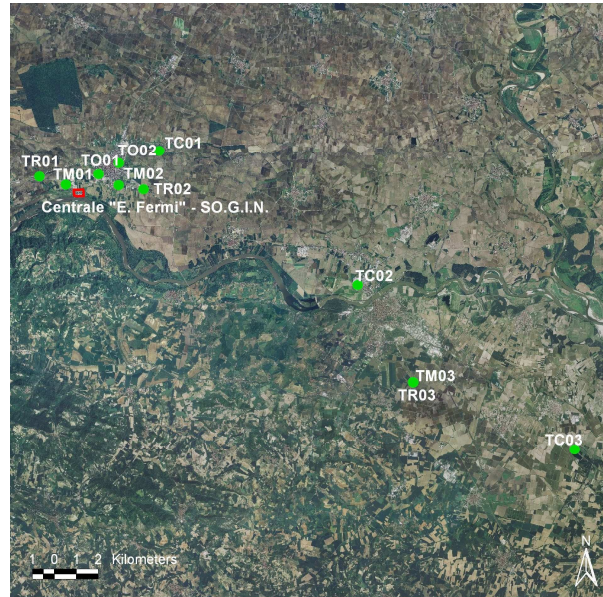 TC01
TO02
TR01
TO01
TM01
TM02
TR02
Centrale "E. Fermi" - SO.G.I.N.
TC02
TM03
TR03
TC03
N
1 0 1 2 Kilometers